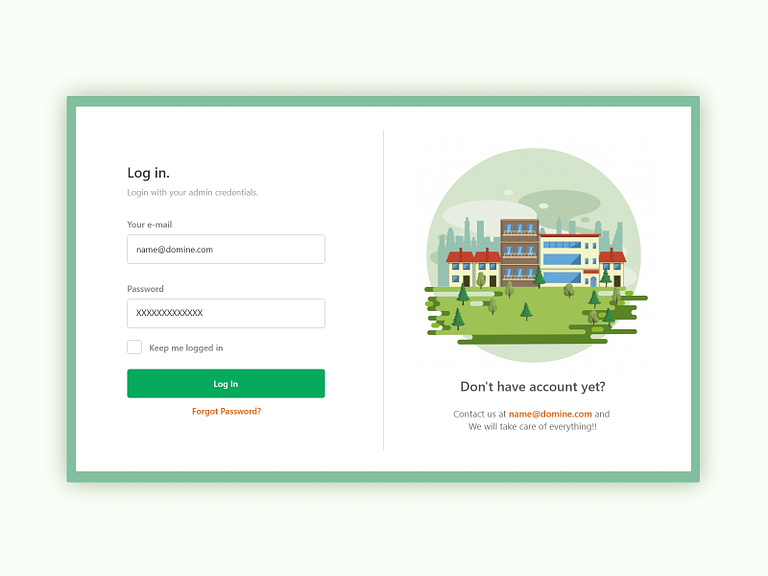 Log in.
Login with your admin credentials.
Your e-mail
name@domine.com
Password
XXXXXXXXXXXXX
Keep me logged in
Log In
Forgot Password?
Don't have account yet?
Contact us at name@domine.com and
We will take care of everything!!